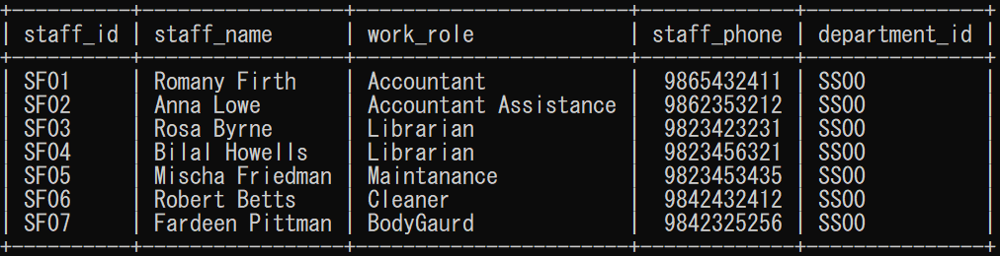 staff_id | staff_name | work_role | staff_phone | department_id
SF01 | Romany Firth | Accountant | 9865432411 | SS00
SF02 | Anna Lowe | Accountant Assistance | 9862353212 | SS00
SF03 | Rosa Byrne | Librarian | 9823423231 | SS00
SF04 | Bilal Howells | Librarian | 9823456321 | SS00
SF05 | Mischa Friedman | Maintanance | 9823453435 | SS00
SF06 | Robert Betts | Cleaner | 9842432412 | SS00
SF07 | Fardeen Pittman | BodyGaurd | 9842325256 | SS00